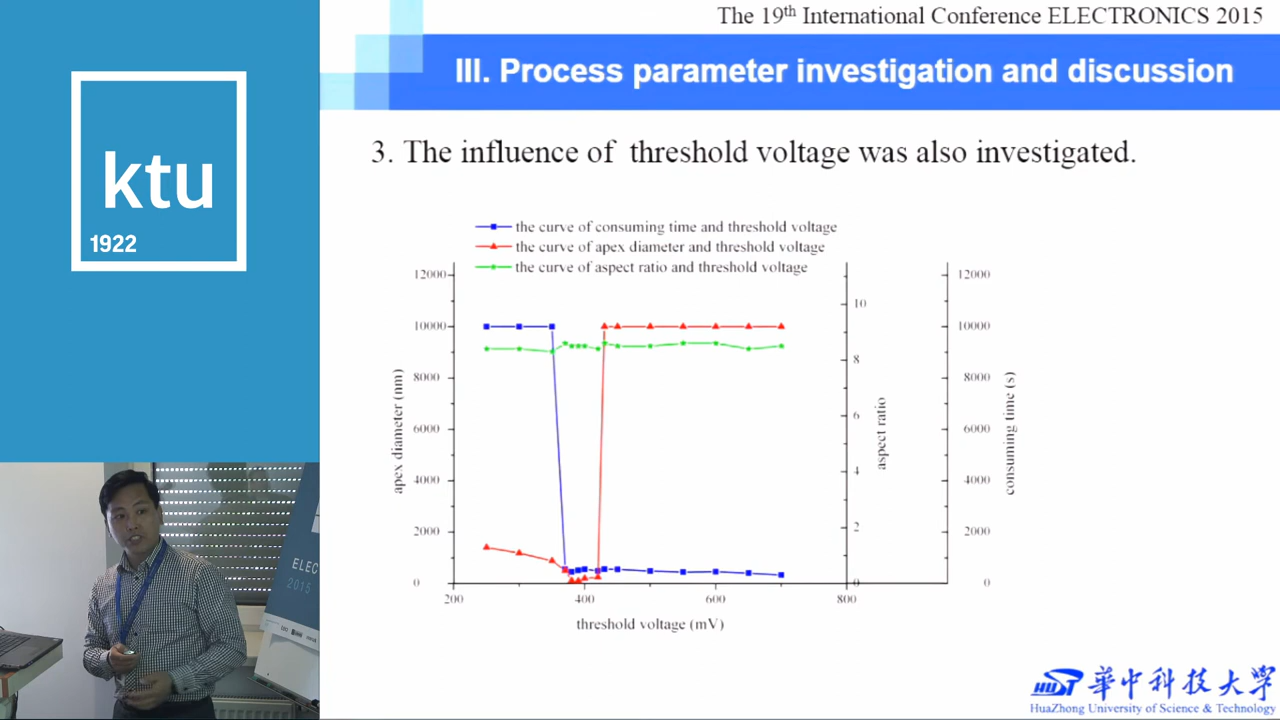 The 19th International Conference ELECTRONICS 2015
III. Process parameter investigation and discussion
ktu
1922
3. The influence of threshold voltage was also investigated.
the curve of consuming time and threshold voltage
the curve of apex diameter and threshold voltage
the curve of aspect ratio and threshold voltage
12000
10000
8000
6000
4000
2000
0
apex diameter (nm)
10
8
6
4
2
0
aspect ratio
12000
10000
8000
6000
4000
2000
0
consuming time (s)
200
400
600
800
threshold voltage (mV)
ELEC
2015
HUST 華中科技大学
HuaZhong University of Science & Technology